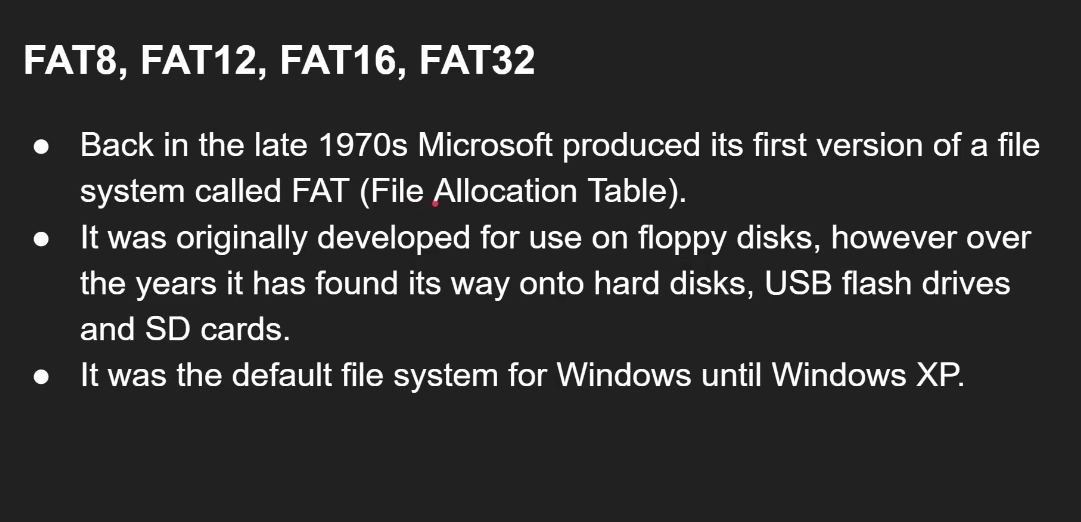 FAT8, FAT12, FAT16, FAT32
● Back in the late 1970s Microsoft produced its first version of a file
system called FAT (File Allocation Table).
● It was originally developed for use on floppy disks, however over
the years it has found its way onto hard disks, USB flash drives
and SD cards.
● It was the default file system for Windows until Windows XP.